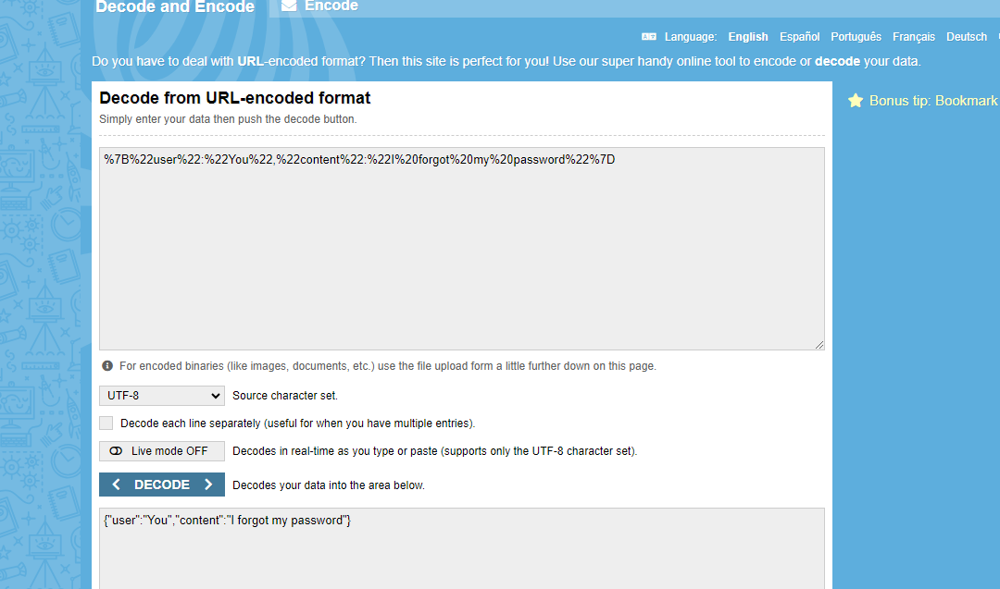 Decode and Encode
Encode
Language: English Español Português Français Deutsch
Do you have to deal with URL-encoded format? Then this site is perfect for you! Use our super handy online tool to encode or decode your data.
Decode from URL-encoded format
Simply enter your data then push the decode button.
Bonus tip: Bookmark
%7B%22user%22:%22You%22,%22content%22:%22I%20forgot%20my%20password%22%7D
For encoded binaries (like images, documents, etc.) use the file upload form a little further down on this page.
UTF-8 Source character set.
Decode each line separately (useful for when you have multiple entries).
Live mode OFF Decodes in real-time as you type or paste (supports only the UTF-8 character set).
DECODE Decodes your data into the area below.
{"user":"You","content":"I forgot my password"}